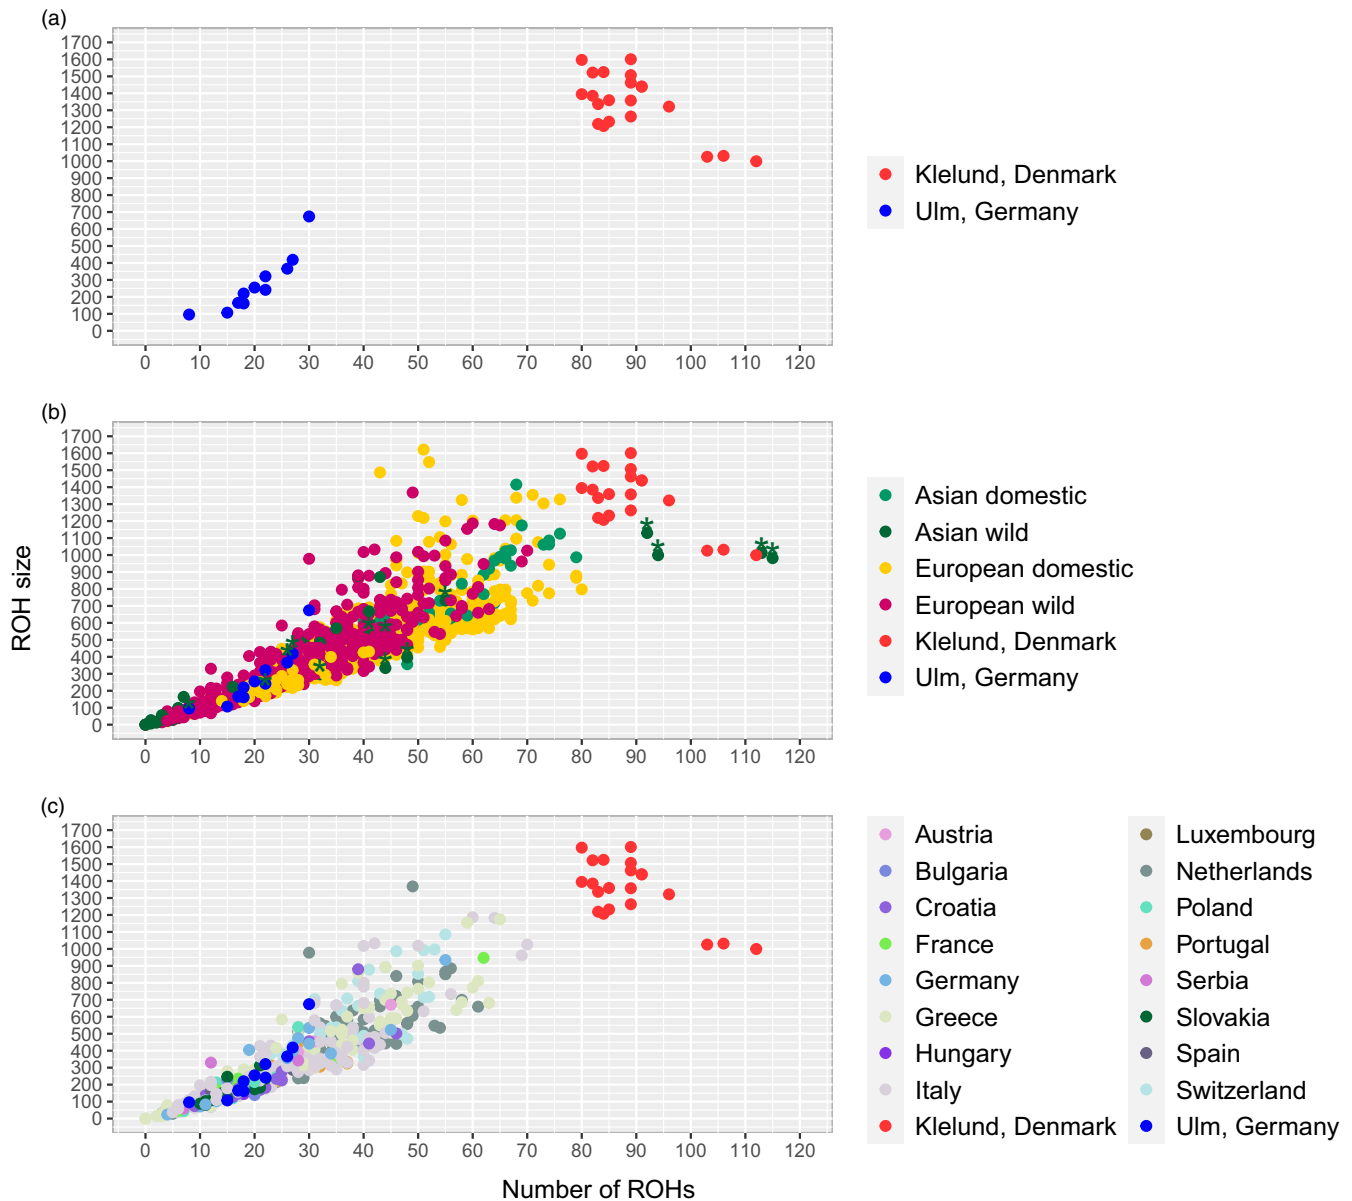 (a)
1700
1600
1500
1400
1300
1200
1100
1000
900
800
700
600
500
400
300
200
100
0
0 10 20 30 40 50 60 70 80 90 100 110 120
Klelund, Denmark
Ulm, Germany
(b)
ROH size
1700
1600
1500
1400
1300
1200
1100
1000
900
800
700
600
500
400
300
200
100
0
0 10 20 30 40 50 60 70 80 90 100 110 120
Asian domestic
Asian wild
European domestic
European wild
Klelund, Denmark
Ulm, Germany
(c)
1700
1600
1500
1400
1300
1200
1100
1000
900
800
700
600
500
400
300
200
100
0
0 10 20 30 40 50 60 70 80 90 100 110 120
Number of ROHs
Austria
Bulgaria
Croatia
France
Germany
Greece
Hungary
Italy
Klelund, Denmark
Luxembourg
Netherlands
Poland
Portugal
Serbia
Slovakia
Spain
Switzerland
Ulm, Germany